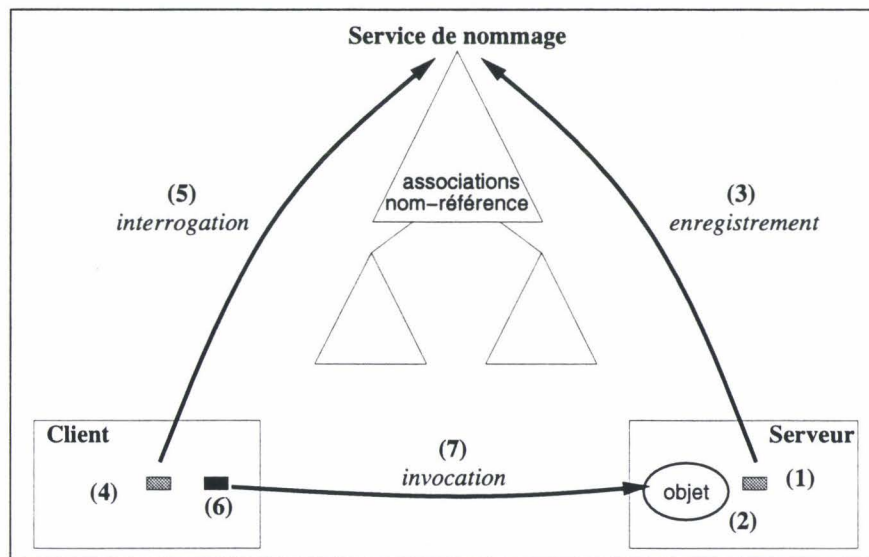 Service de nommage
associations
nom–référence
(5)
interrogation
(3)
enregistrement
Client
Serveur
(7)
invocation
(4)
(6)
objet
(1)
(2)